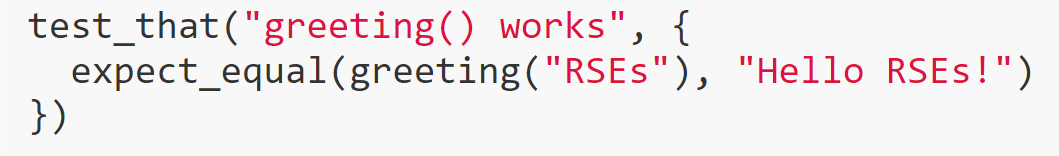 test_that("greeting() works", {
  expect_equal(greeting("RSEs"), "Hello RSEs!")
})